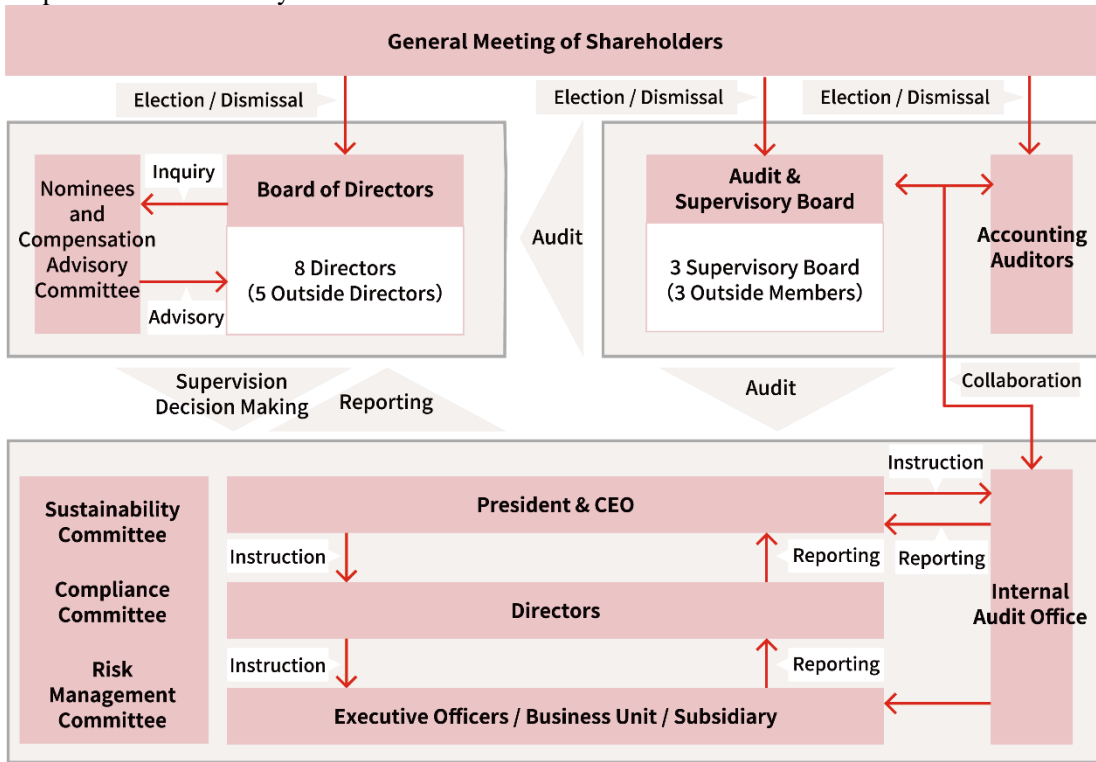 General Meeting of Shareholders
Election / Dismissal
Election / Dismissal
Election / Dismissal
Nominees
and
Compensation
Advisory
Committee
Inquiry
Advisory
Board of Directors
8 Directors
(5 Outside Directors)
Audit
Audit &
Supervisory Board
3 Supervisory Board
(3 Outside Members)
Accounting
Auditors
Supervision
Decision Making
Reporting
Audit
Collaboration
Sustainability
Committee
Compliance
Committee
Risk
Management
Committee
President & CEO
Instruction
Reporting
Instruction
Reporting
Directors
Instruction
Reporting
Executive Officers / Business Unit / Subsidiary
Internal
Audit Office